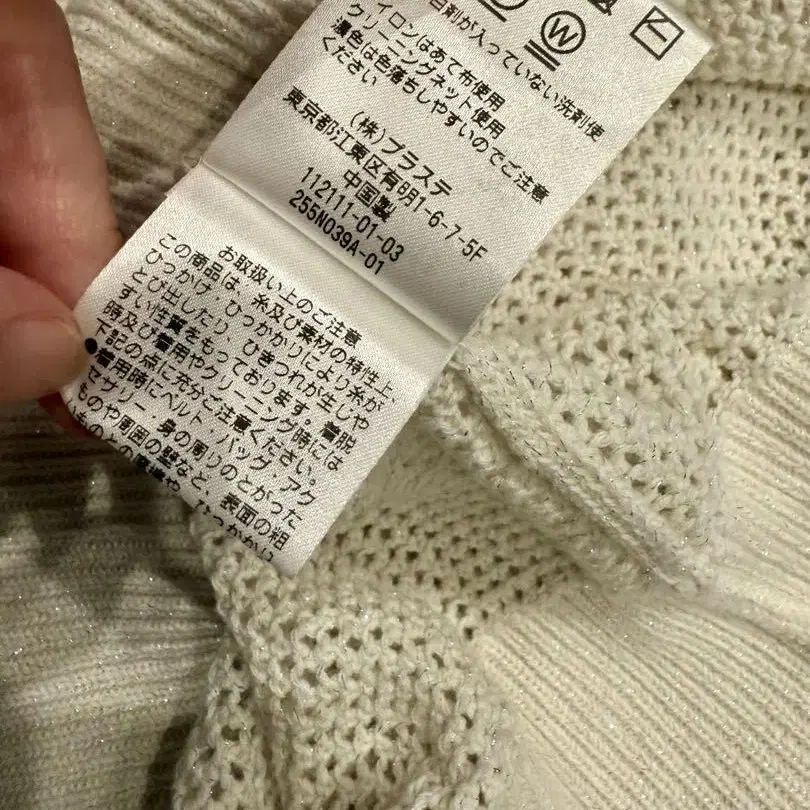 W
白剤が入っていない洗剤使
イロンはあて布使用
クリーニングネット使用
濃色は色落ちしやすいのでご注意
ください
(株)プラステ
東京都江東区有明1-6-7-5F
中国製
112111-01-03
255N039A-01
お取扱い上のご注意
この商品は、糸及び素材の特性上、
ひっかけ・ひっかかりにより糸が
とび出したり、ひきつれが生じや
すい性質をもっております。着脱
時及び着用やクリーニング時には
下記の点に充分ご注意ください。
●着用時にベルト・バッグ・アク
セサリー 身の周りのとがった
ものや周囲の壁など、表面の粗